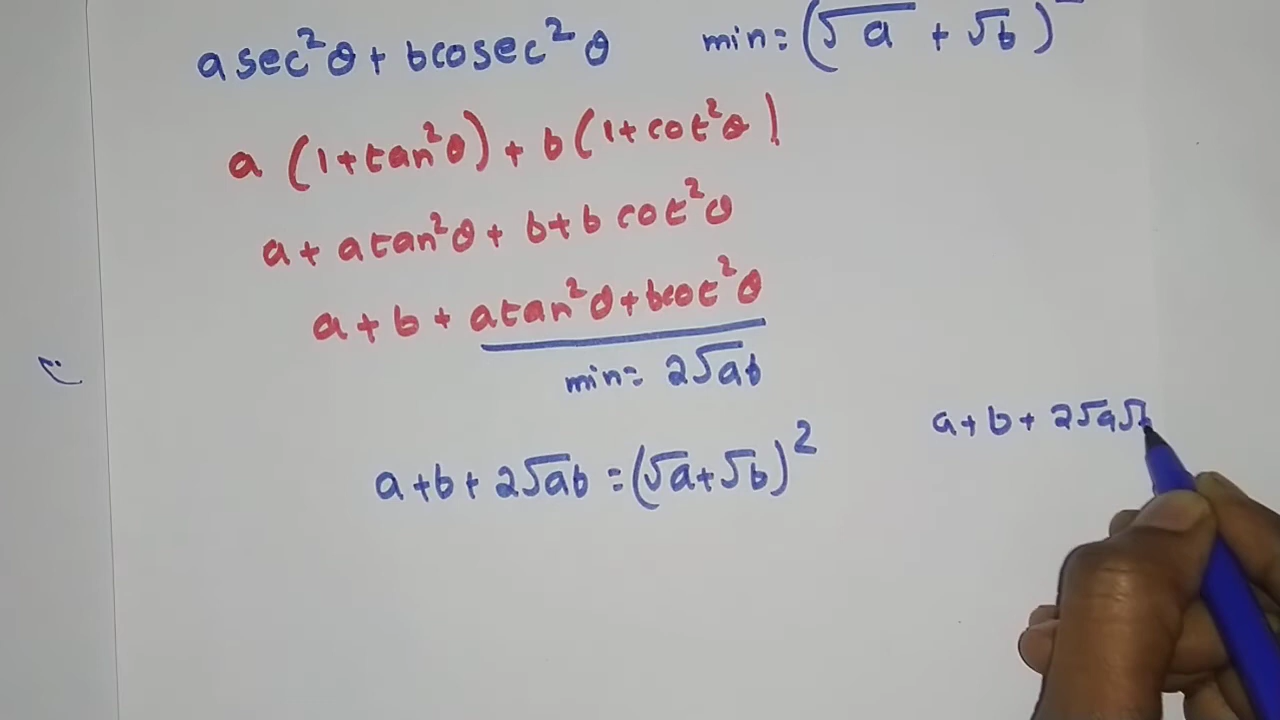 a sec²θ + b cosec²θ min = (√a + √b)²
a (1 + tan²θ) + b (1 + cot²θ)
a + a tan²θ + b + b cot²θ
a + b + a tan²θ + b cot²θ
min = 2√ab
a + b + 2√a√b
a + b + 2√ab = (√a + √b)²